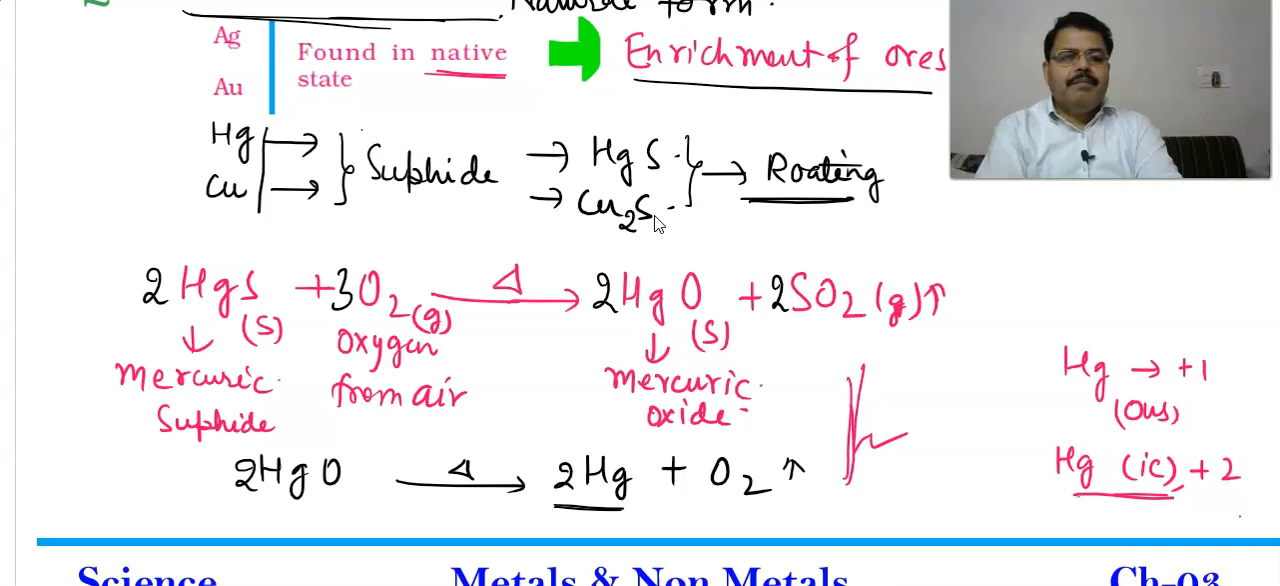 Native form.
Ag
Found in native
state
Au
Enrichment of ores
Hg
Cu
Suphide
HgS
Cu2S
Roating
2HgS + 3O2 Δ→ 2HgO + 2SO2 (g)↑
(S) (g) (S)
↓ oxygen ↓
mercuric from air mercuric
Suphide oxide
Hg → +1
(ous)
Hg (ic) + 2
2HgO Δ→ 2Hg + O2 ↑
Science Metals & Non Metals Ch-03